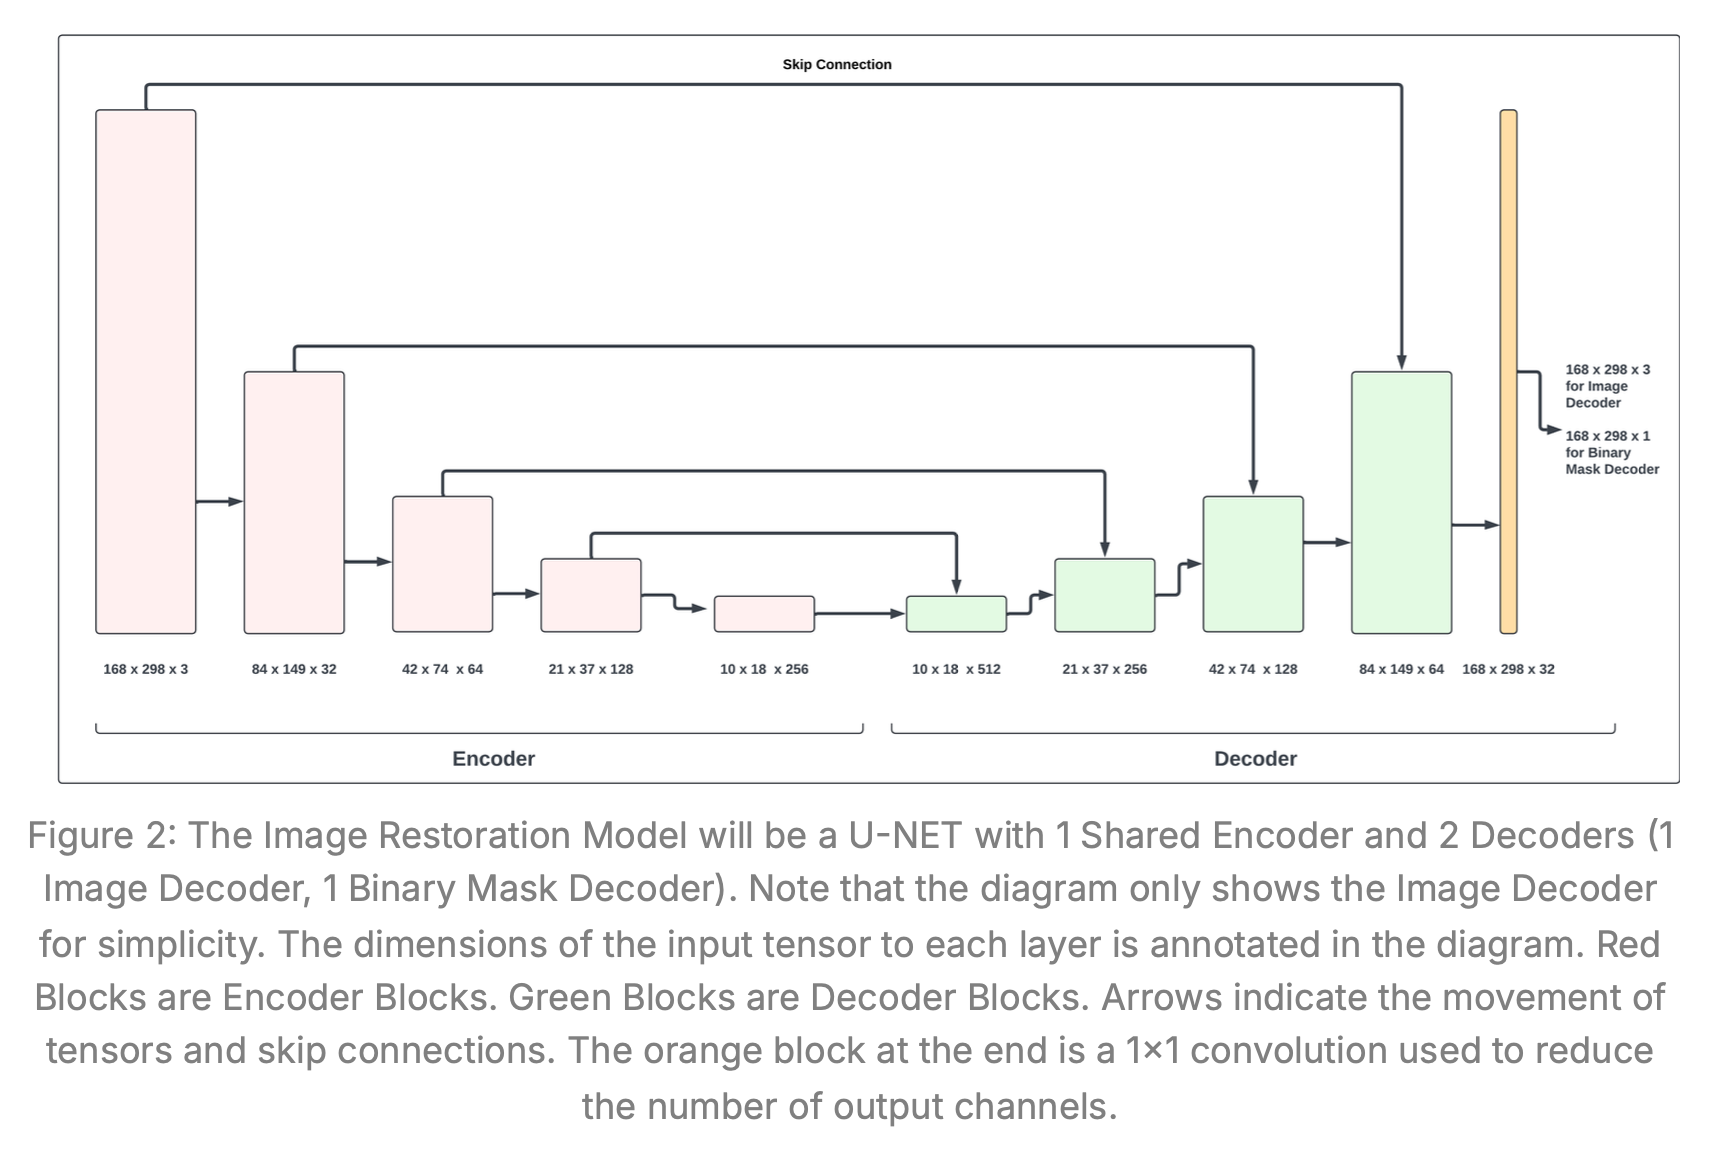 Skip Connection
168 x 298 x 3
for Image
Decoder
168 x 298 x 1
for Binary
Mask Decoder
168 x 298 x 3
84 x 149 x 32
42 x 74  x 64
21 x 37 x 128
10 x 18  x 256
10 x 18  x 512
21 x 37 x 256
42 x 74  x 128
84 x 149 x 64
168 x 298 x 32
Encoder
Decoder
Figure 2: The Image Restoration Model will be a U-NET with 1 Shared Encoder and 2 Decoders (1
Image Decoder, 1 Binary Mask Decoder). Note that the diagram only shows the Image Decoder
for simplicity. The dimensions of the input tensor to each layer is annotated in the diagram. Red
Blocks are Encoder Blocks. Green Blocks are Decoder Blocks. Arrows indicate the movement of
tensors and skip connections. The orange block at the end is a 1×1 convolution used to reduce
the number of output channels.